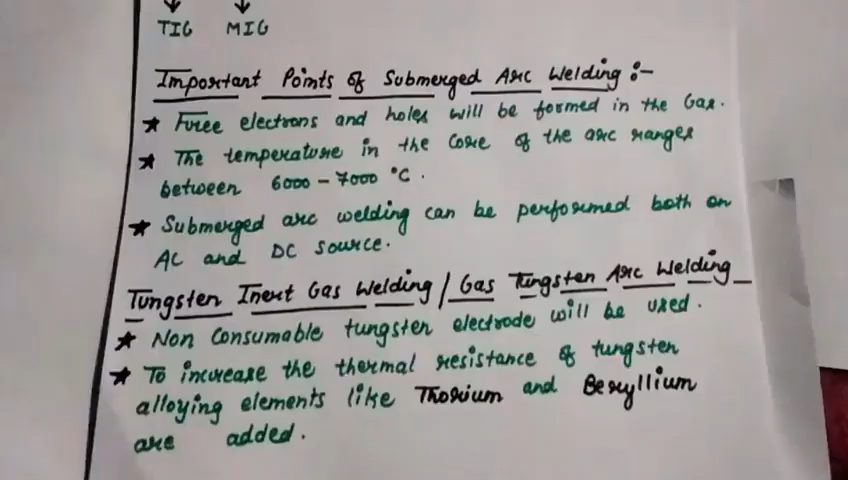 TIG MIG
Important Points of Submerged Arc Welding :-
★ Free electrons and holes will be formed in the Gas.
★ The temperature in the Core of the arc ranges
between 6000 - 7000 °C.
★ Submerged arc welding can be performed both on
AC and DC source.
Tungsten Inert Gas Welding / Gas Tungsten Arc Welding
★ Non Consumable tungsten electrode will be used.
★ To increase the thermal resistance of tungsten
alloying elements like Thorium and Beryllium
are added.